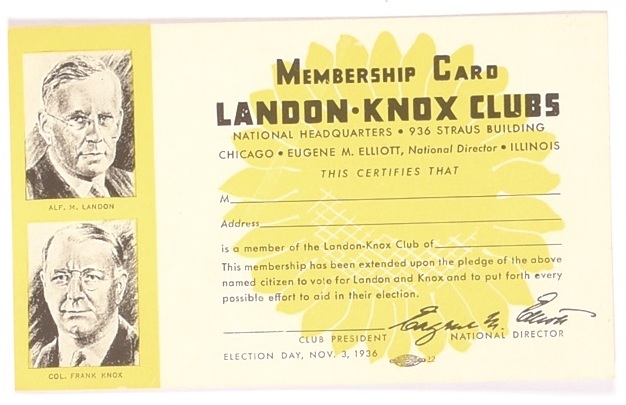 ALF. M. LANDON
COL. FRANK KNOX
MEMBERSHIP CARD
LANDON·KNOX CLUBS
NATIONAL HEADQUARTERS • 936 STRAUS BUILDING
CHICAGO • EUGENE M. ELLIOTT, National Director • ILLINOIS
THIS CERTIFIES THAT
M
Address
is a member of the Landon-Knox Club of
This membership has been extended upon the pledge of the above
named citizen to vote for Landon and Knox and to put forth every
possible effort to aid in their election.
Eugene M. Elliott
CLUB PRESIDENT NATIONAL DIRECTOR
ELECTION DAY, NOV. 3, 1936